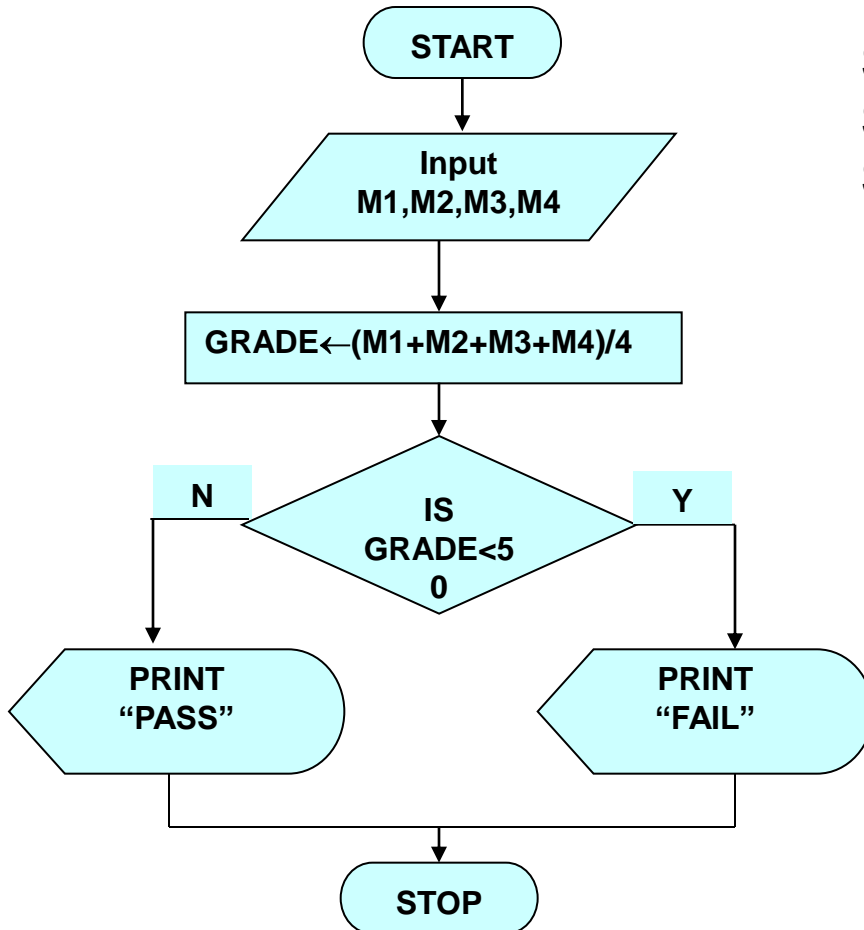 START
Input
M1,M2,M3,M4
GRADE←(M1+M2+M3+M4)/4
N
Y
IS
GRADE<5
0
PRINT
“PASS”
PRINT
“FAIL”
STOP